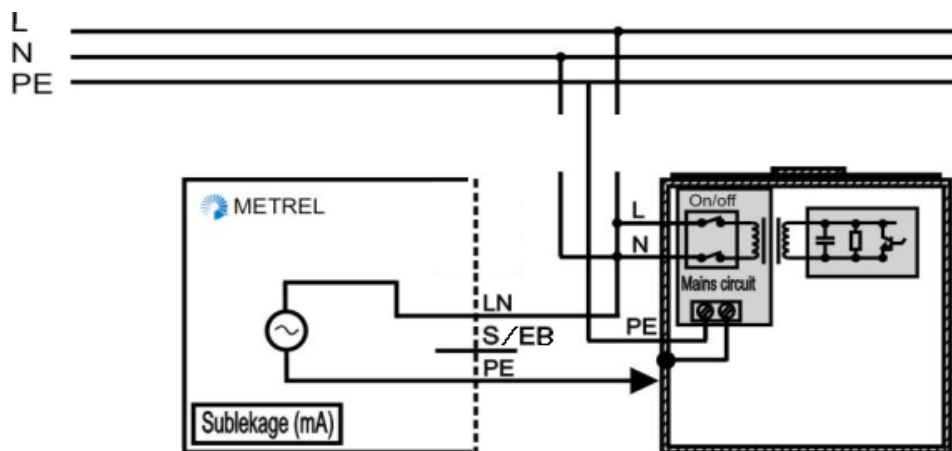 L
N
PE
METREL
On/off
L
N
Mains circuit
LN
PE
S/EB
PE
Sublekage (mA)